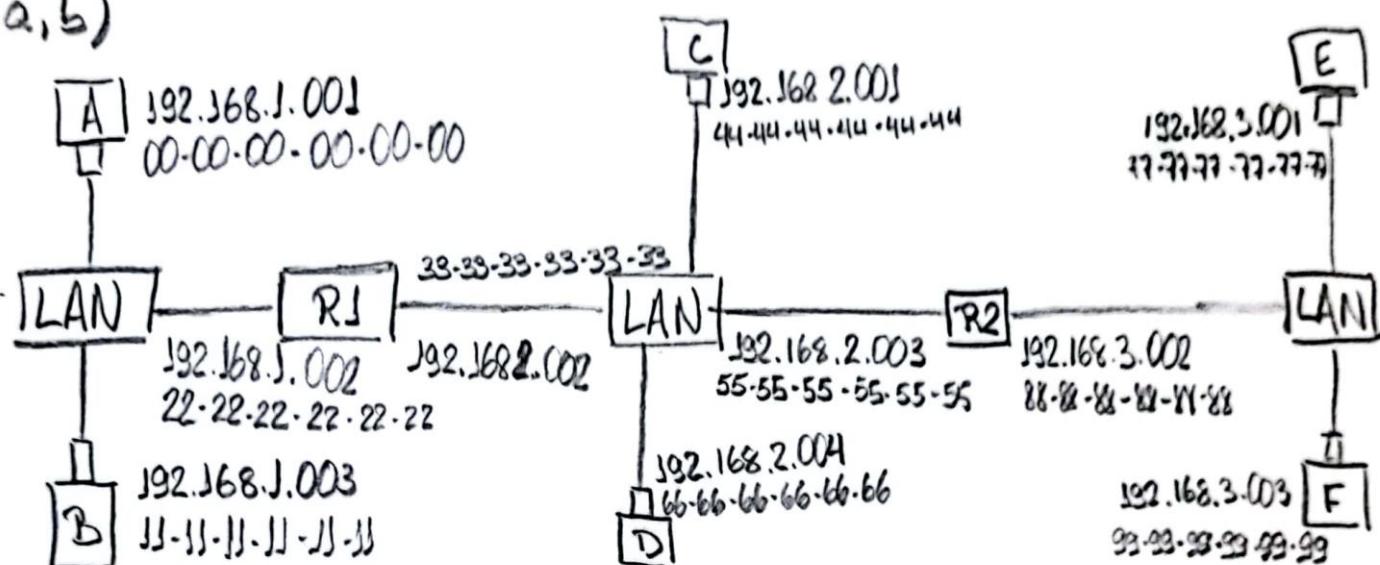 a, b)
C
E
A
192.168.1.001
192.168 2.001
192.168.3.001
00-00-00-00-00-00
44-44-44-44-44-44
77-77-77-77-77-77
33-33-33-33-33-33
LAN
R1
LAN
R2
LAN
192.168.1.002
192.1682.002
192.168.2.003
192.168.3.002
22-22-22-22-22-22
55-55-55-55-55-55
88-88-88-88-88-88
192.168.2.004
192.168.1.003
66-66-66-66-66-66
192.168.3.003
F
B
11-11-11-11-11-11
D
99-99-99-99-99-99